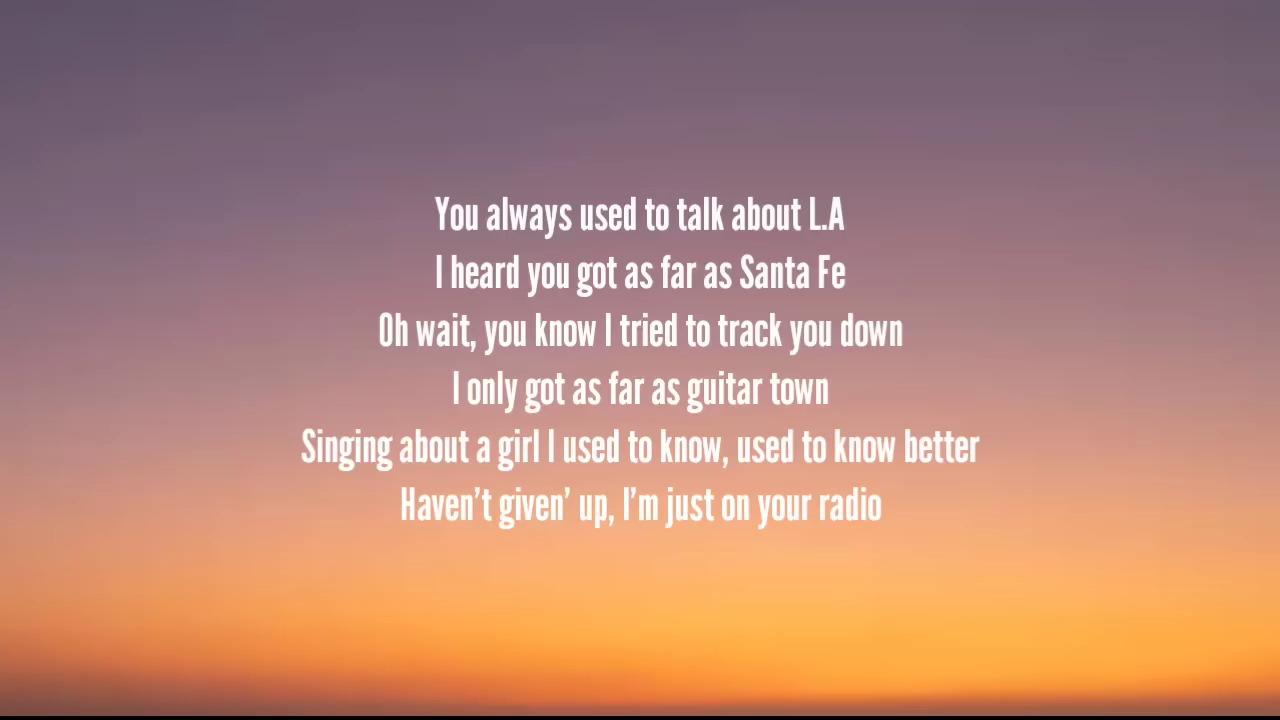 You always used to talk about L.A
I heard you got as far as Santa Fe
Oh wait, you know I tried to track you down
I only got as far as guitar town
Singing about a girl I used to know, used to know better
Haven't given' up, I'm just on your radio